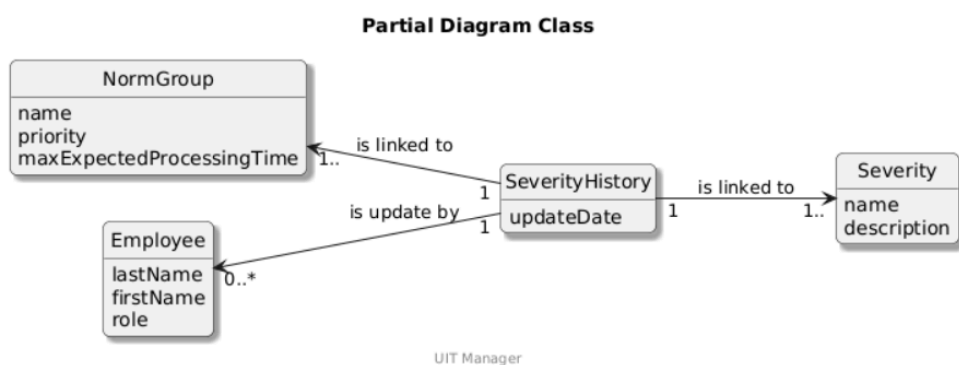 Partial Diagram Class
NormGroup
name
priority
maxExpectedProcessingTime
is linked to
1..
1
SeverityHistory
updateDate
is linked to
1
1..
Severity
name
description
is update by
1
0..*
Employee
lastName
firstName
role
UIT Manager